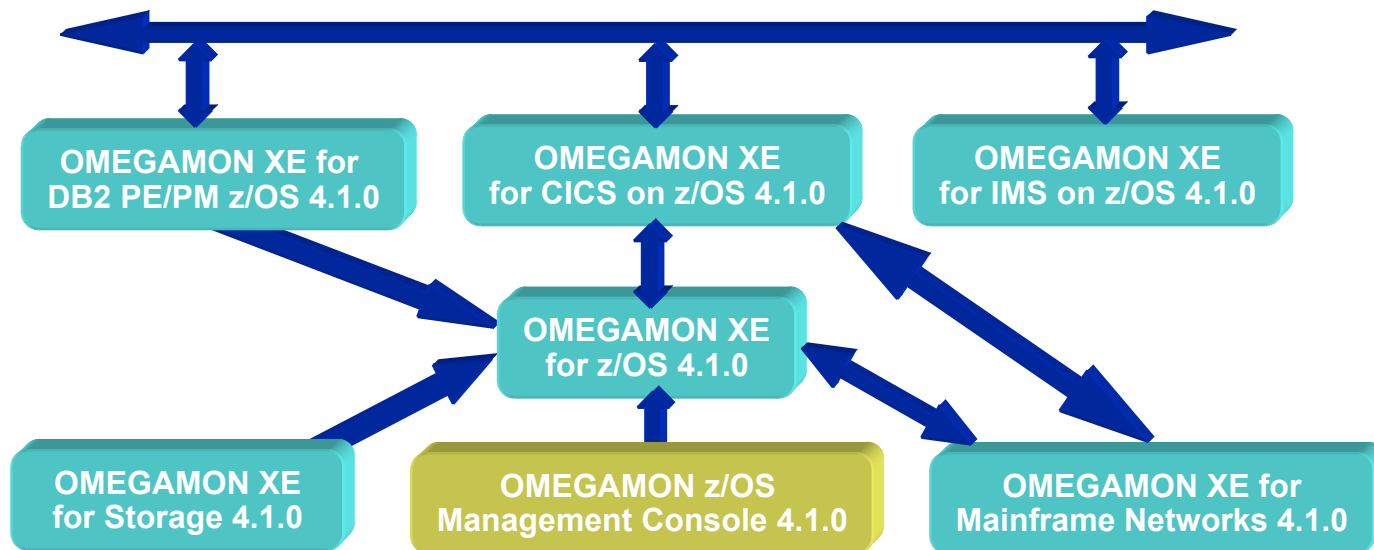 OMEGAMON XE for
DB2 PE/PM z/OS 4.1.0
OMEGAMON XE
for CICS on z/OS 4.1.0
OMEGAMON XE
for IMS on z/OS 4.1.0
OMEGAMON XE
for z/OS 4.1.0
OMEGAMON XE
for Storage 4.1.0
OMEGAMON z/OS
Management Console 4.1.0
OMEGAMON XE for
Mainframe Networks 4.1.0